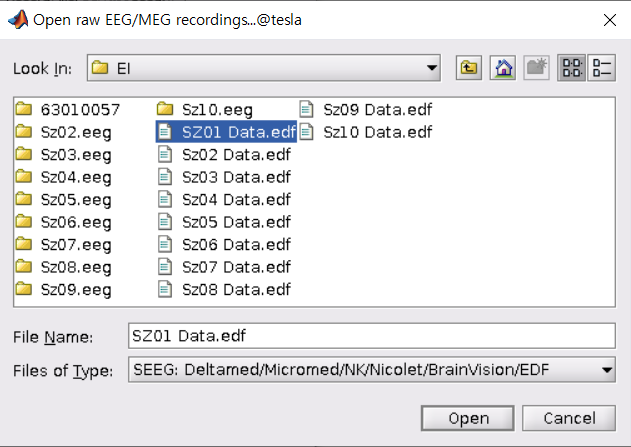 Open raw EEG/MEG recordings...@tesla
Look In: EI
63010057 Sz10.eeg Sz09 Data.edf
Sz02.eeg SZ01 Data.edf Sz10 Data.edf
Sz03.eeg Sz02 Data.edf
Sz04.eeg Sz03 Data.edf
Sz05.eeg Sz04 Data.edf
Sz06.eeg Sz05 Data.edf
Sz07.eeg Sz06 Data.edf
Sz08.eeg Sz07 Data.edf
Sz09.eeg Sz08 Data.edf
File Name: SZ01 Data.edf
Files of Type: SEEG: Deltamed/Micromed/NK/Nicolet/BrainVision/EDF
Open Cancel